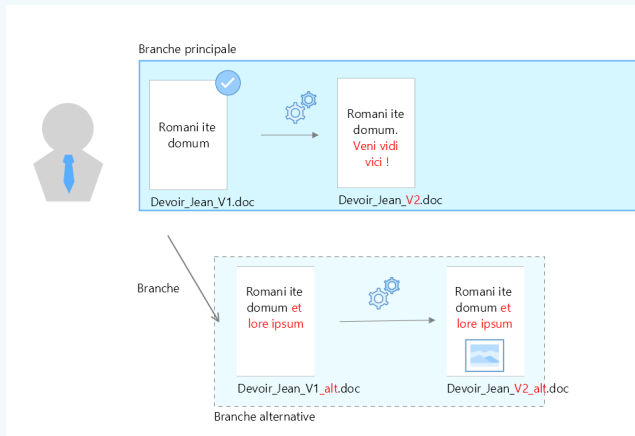 Branche principale
Romani ite
domum
Romani ite
domum.
Veni vidi
vici !
Devoir_Jean_V1.doc
Devoir_Jean_V2.doc
Branche
Romani ite
domum et
lore ipsum
Romani ite
domum et
lore ipsum
Devoir_Jean_V1_alt.doc
Devoir_Jean_V2_alt.doc
Branche alternative